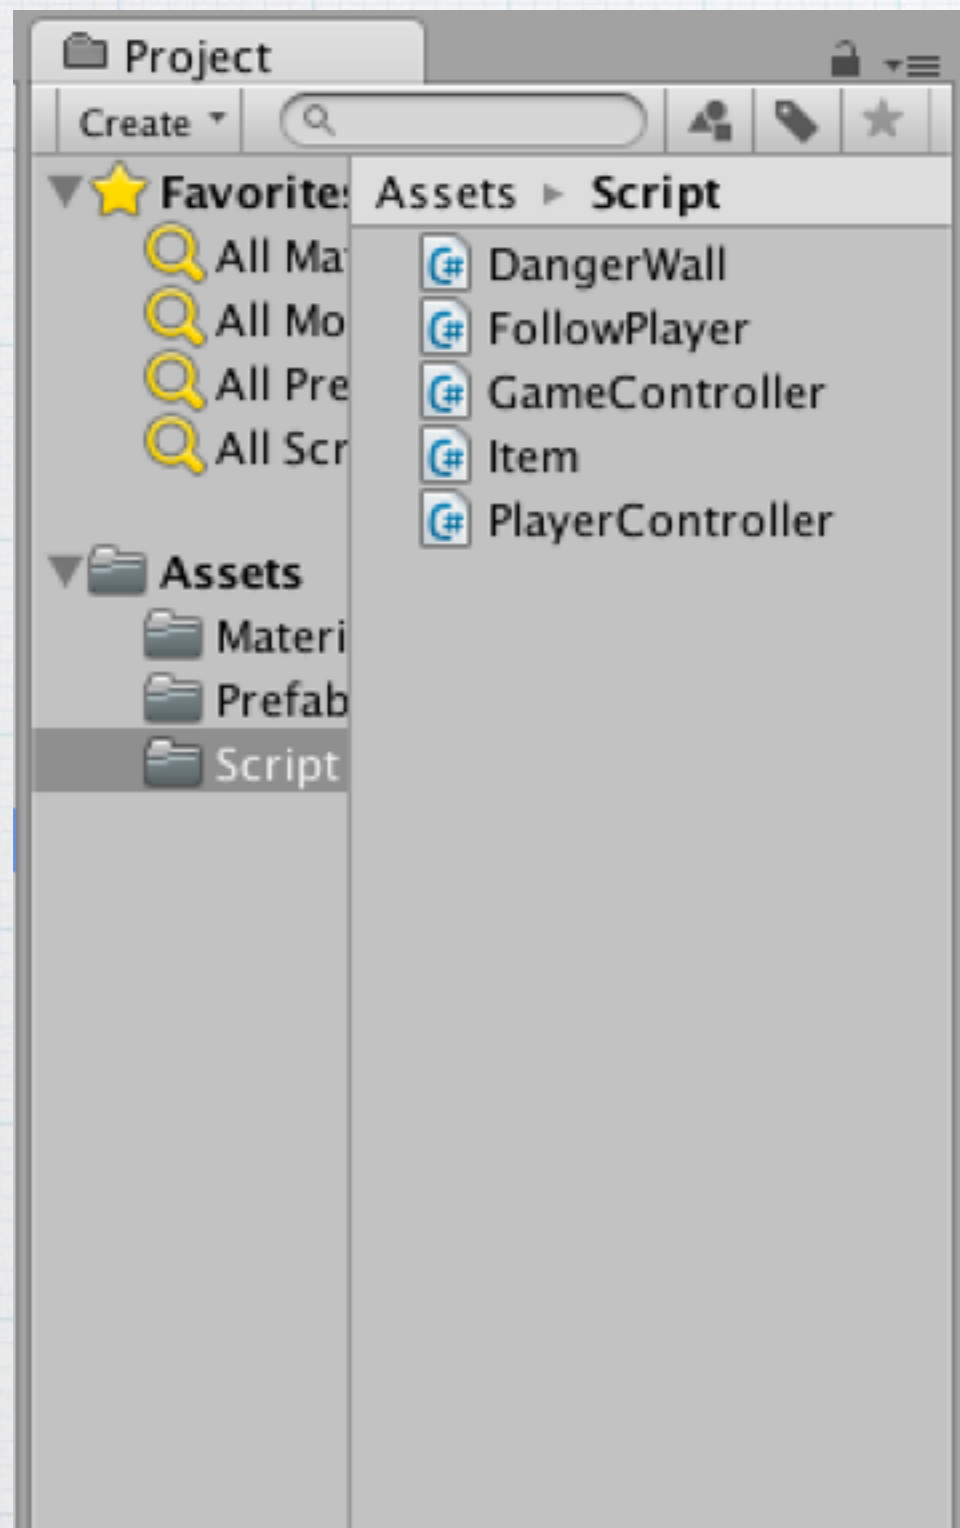 Project
Create
Favorite
All Ma
All Mo
All Pre
All Scr
Assets
Materi
Prefab
Script
Assets ▸ Script
C# DangerWall
C# FollowPlayer
C# GameController
C# Item
C# PlayerController